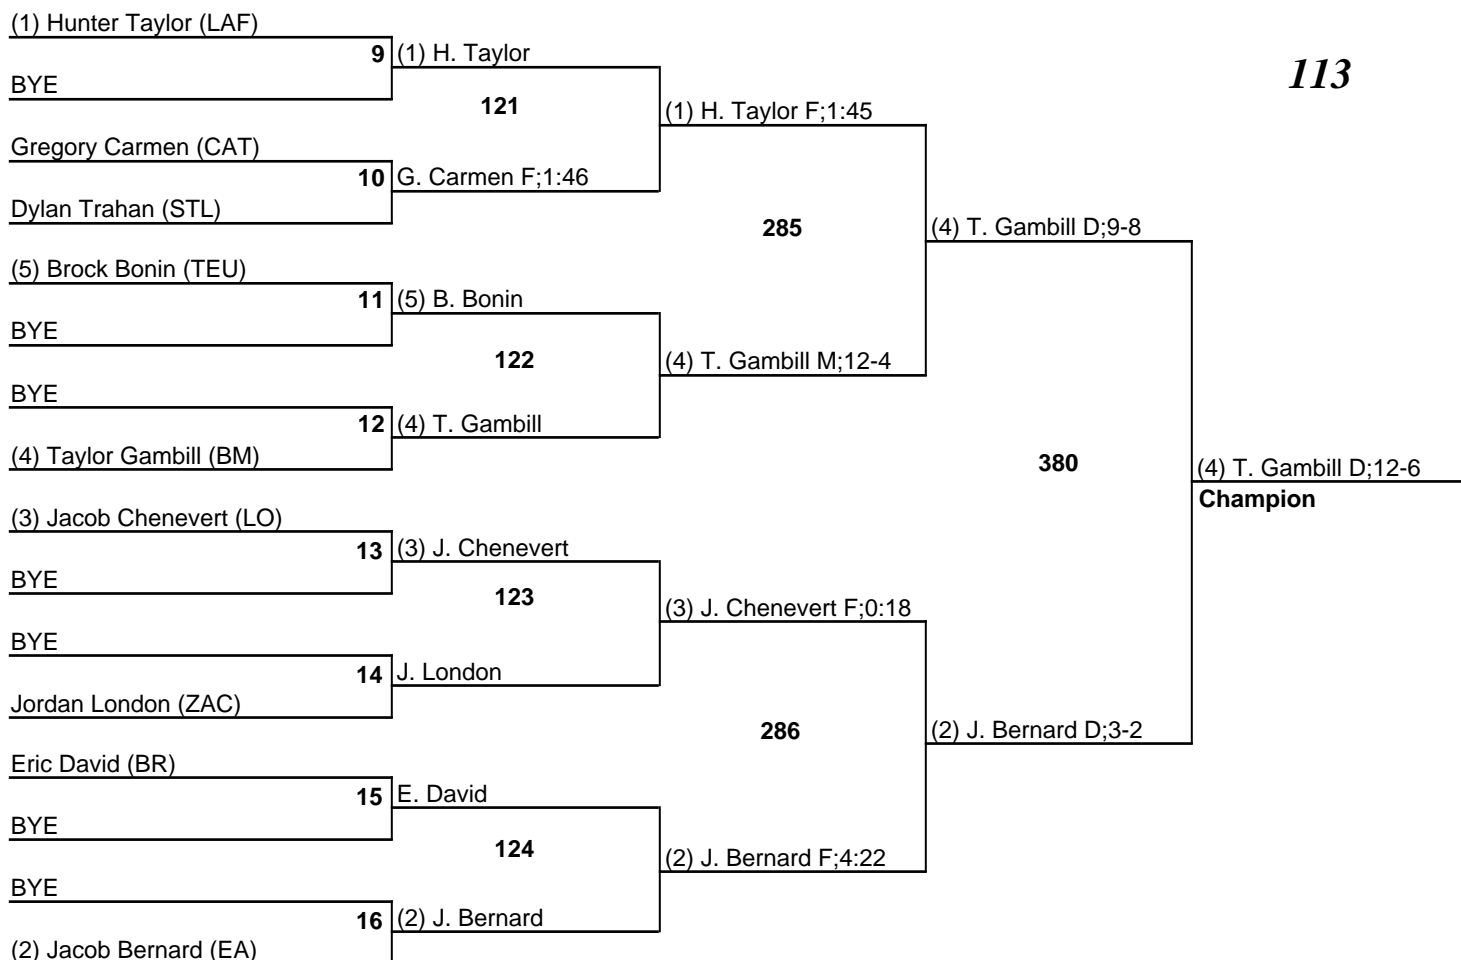 (1) Hunter Taylor (LAF)
9 (1) H. Taylor
113
BYE
121
(1) H. Taylor F;1:45
Gregory Carmen (CAT)
10 G. Carmen F;1:46
Dylan Trahan (STL)
285
(4) T. Gambill D;9-8
(5) Brock Bonin (TEU)
11 (5) B. Bonin
BYE
122
(4) T. Gambill M;12-4
BYE
12 (4) T. Gambill
(4) Taylor Gambill (BM)
380
(4) T. Gambill D;12-6
Champion
(3) Jacob Chenevert (LO)
13 (3) J. Chenevert
BYE
123
(3) J. Chenevert F;0:18
BYE
14 J. London
Jordan London (ZAC)
286
(2) J. Bernard D;3-2
Eric David (BR)
15 E. David
BYE
124
(2) J. Bernard F;4:22
BYE
16 (2) J. Bernard
(2) Jacob Bernard (EA)